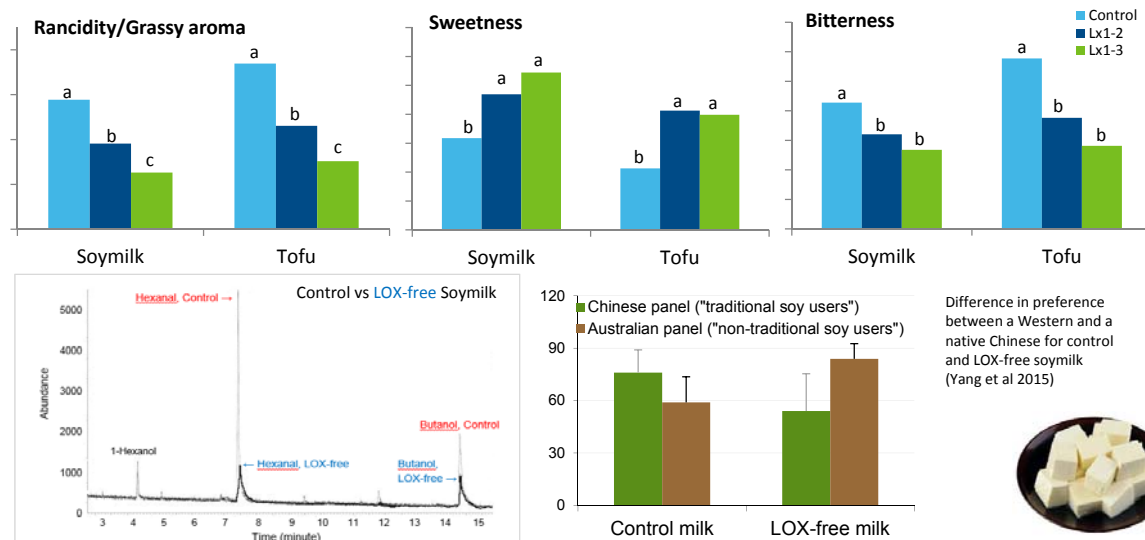 Rancidity/Grassy aroma
a
b
c
a
b
c
Soymilk
Tofu
Sweetness
b
a
a
b
a
a
Soymilk
Tofu
Bitterness
Control
Lx1-2
Lx1-3
a
b
b
a
b
b
Soymilk
Tofu
Control vs LOX-free Soymilk
Hexanal, Control
Butanol, Control
1-Hexanol
Hexanal, LOX-free
Butanol,
LOX-free
Abundance
5000
4000
3000
2000
1000
0
3 4 5 6 7 8 9 10 11 12 13 14 15
Time (minute)
120
90
60
30
0
Chinese panel ("traditional soy users")
Australian panel ("non-traditional soy users")
Control milk
LOX-free milk
Difference in preference
between a Western and a
native Chinese for control
and LOX-free soymilk
(Yang et al 2015)